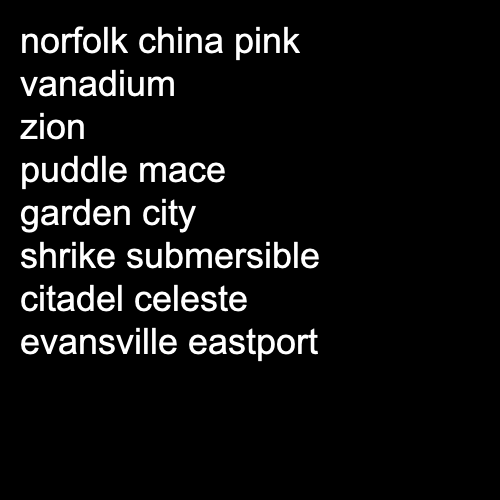 norfolk china pink
vanadium
zion
puddle mace
garden city
shrike submersible
citadel celeste
evansville eastport